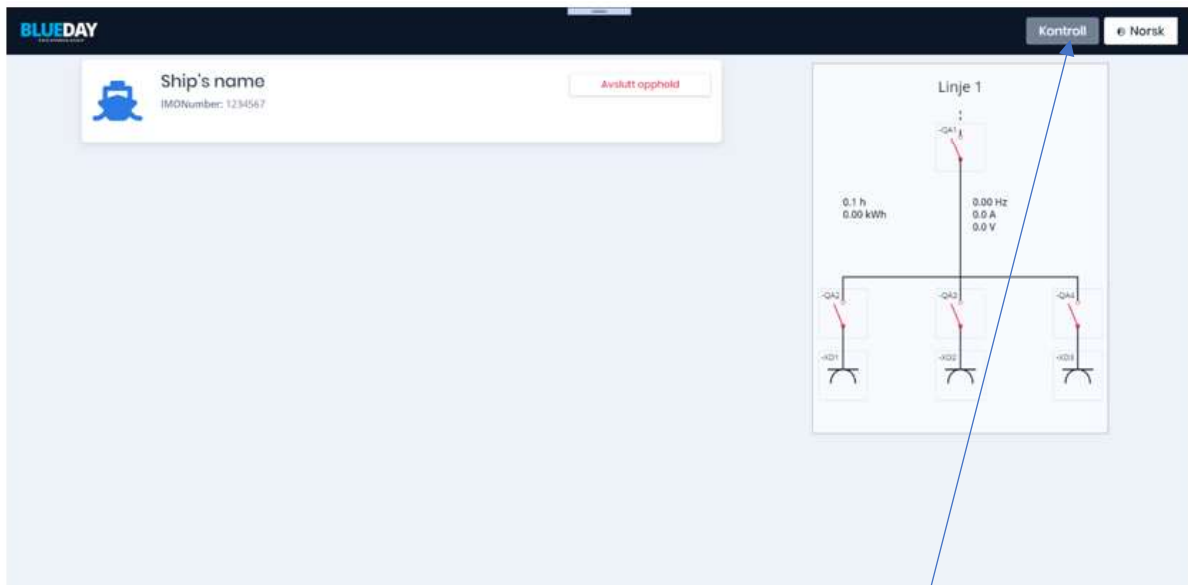 BLUEDAY
Kontroll
Norsk
Ship's name
IMONumber: 1234567
Avslutt opphold
Linje 1
-QA1
0.1 h
0.00 kWh
0.00 Hz
0.0 A
0.0 V
-QA2
-QA3
-QA4
-XD1
-XD2
-XD3